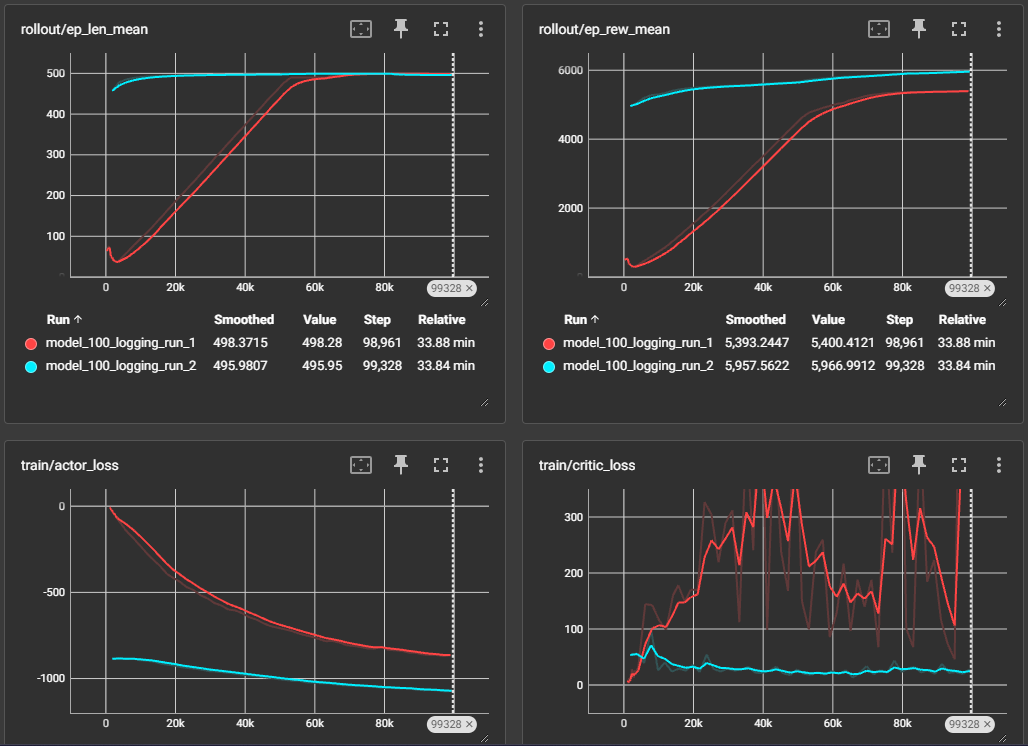 rollout/ep_len_mean
500
400
300
200
100
0 20k 40k 60k 99328 ×
Run ↑ Smoothed Value Step Relative
model_100_logging_run_1 498.3715 498.28 98,961 33.88 min
model_100_logging_run_2 495.9807 495.95 99,328 33.84 min
rollout/ep_rew_mean
6000
4000
2000
0 20k 40k 60k 80k 99328 ×
Run ↑ Smoothed Value Step Relative
model_100_logging_run_1 5,393.2447 5,400.4121 98,961 33.88 min
model_100_logging_run_2 5,957.5622 5,966.9912 99,328 33.84 min
train/actor_loss
0
-500
-1000
0 20k 40k 60k 80k 99328 ×
train/critic_loss
300
200
100
0
0 20k 40k 60k 80k 99328 ×